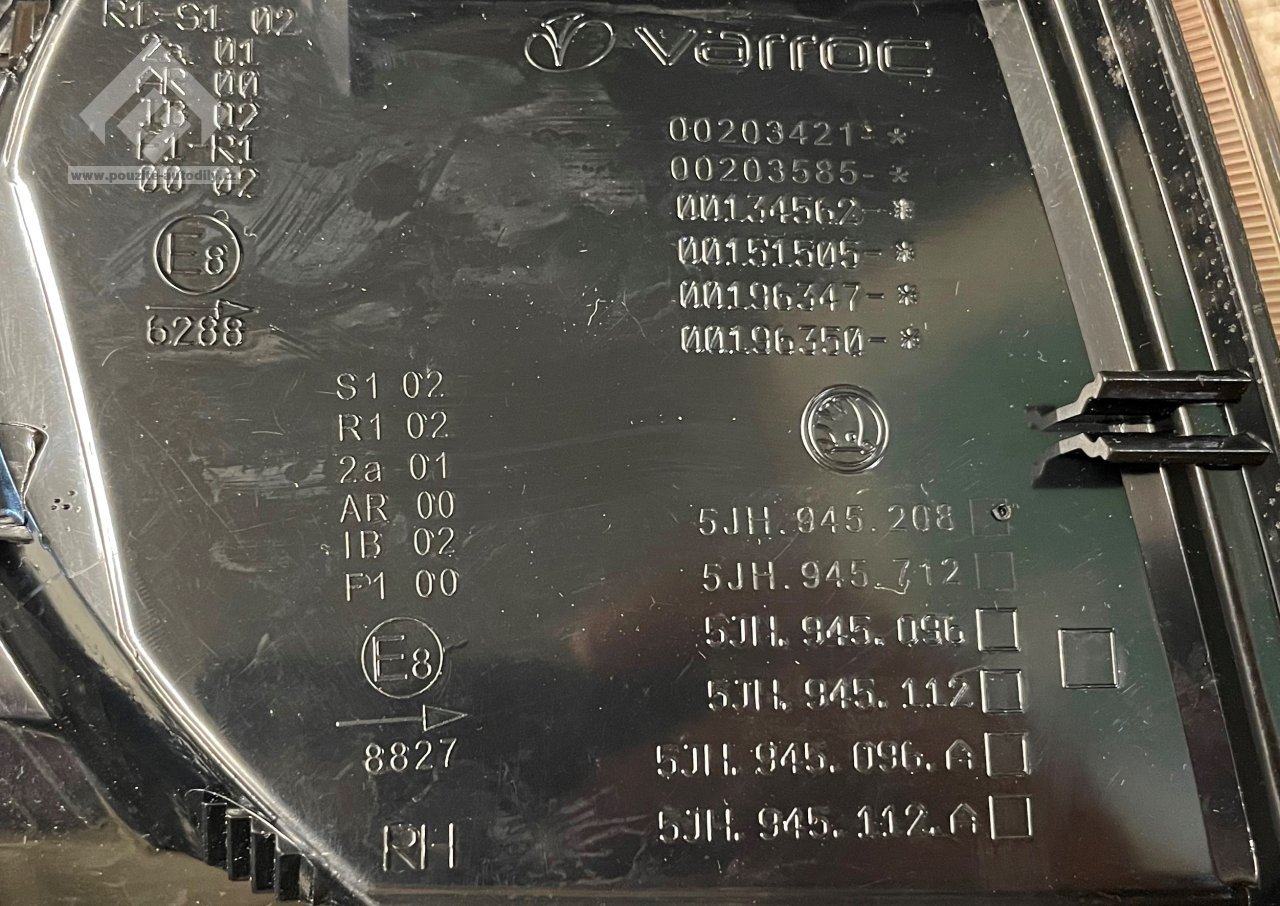 R1-S1 02
2a 01
AR 00
IB 02
F1-R1
00 02
www.pouzite-autodily.cz
E8
6288
S1 02
R1 02
2a 01
AR 00
IB 02
F1 00
E8
8827
RH
varroc
00203421-*
00203585-*
00134562-*
00151505-*
00196347-*
00196350-*
5JH.945.208
5JH.945.712
5JH.945.096
5JH.945.112
5JH.945.096.A
5JH.945.112.A